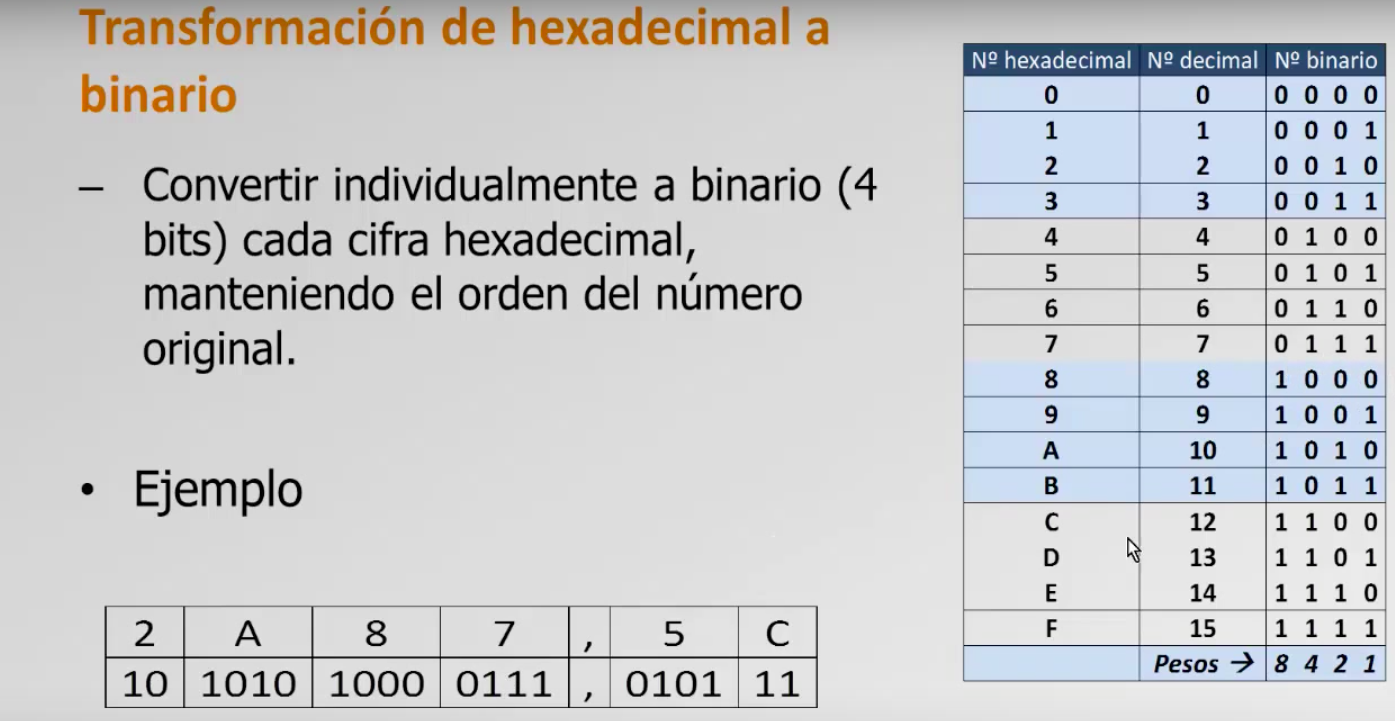 Transformación de hexadecimal a
binario
– Convertir individualmente a binario (4
bits) cada cifra hexadecimal,
manteniendo el orden del número
original.
• Ejemplo
2 A 8 7 , 5 C
10 1010 1000 0111 , 0101 11
Nº hexadecimal Nº decimal Nº binario
0 0 0 0 0 0
1 1 0 0 0 1
2 2 0 0 1 0
3 3 0 0 1 1
4 4 0 1 0 0
5 5 0 1 0 1
6 6 0 1 1 0
7 7 0 1 1 1
8 8 1 0 0 0
9 9 1 0 0 1
A 10 1 0 1 0
B 11 1 0 1 1
C 12 1 1 0 0
D 13 1 1 0 1
E 14 1 1 1 0
F 15 1 1 1 1
Pesos → 8 4 2 1